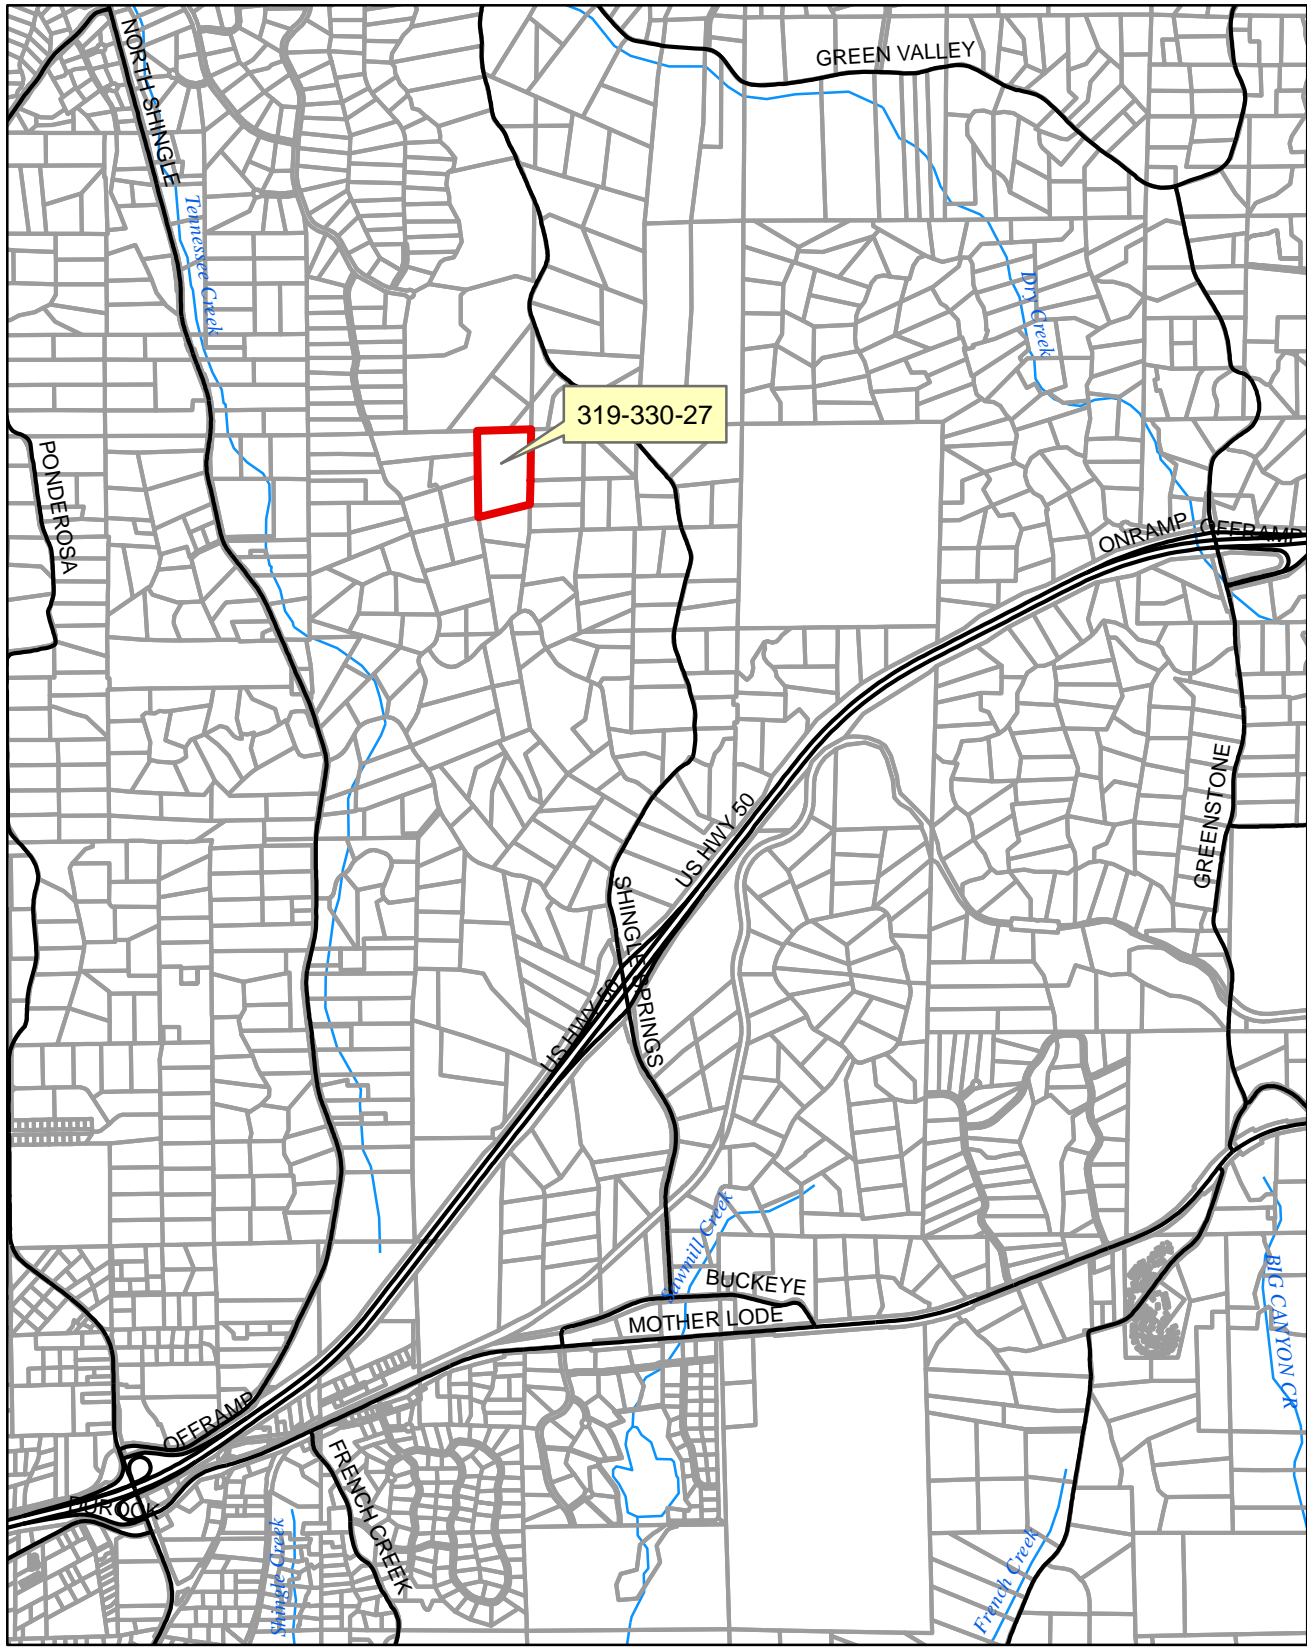 GREEN VALLEY
NORTH SHINGLE
Tennessee Creek
Dry Creek
319-330-27
PONDEROSA
ONRAMP
OFFRAMP
GREENSTONE
US HWY 50
SHINGLE SPRINGS
US HWY 50
Sawmill Creek
BUCKEYE
MOTHER LODE
BIG CANYON CR
OFFRAMP
FRENCH CREEK
DUROCK
Shingle Creek
French Creek